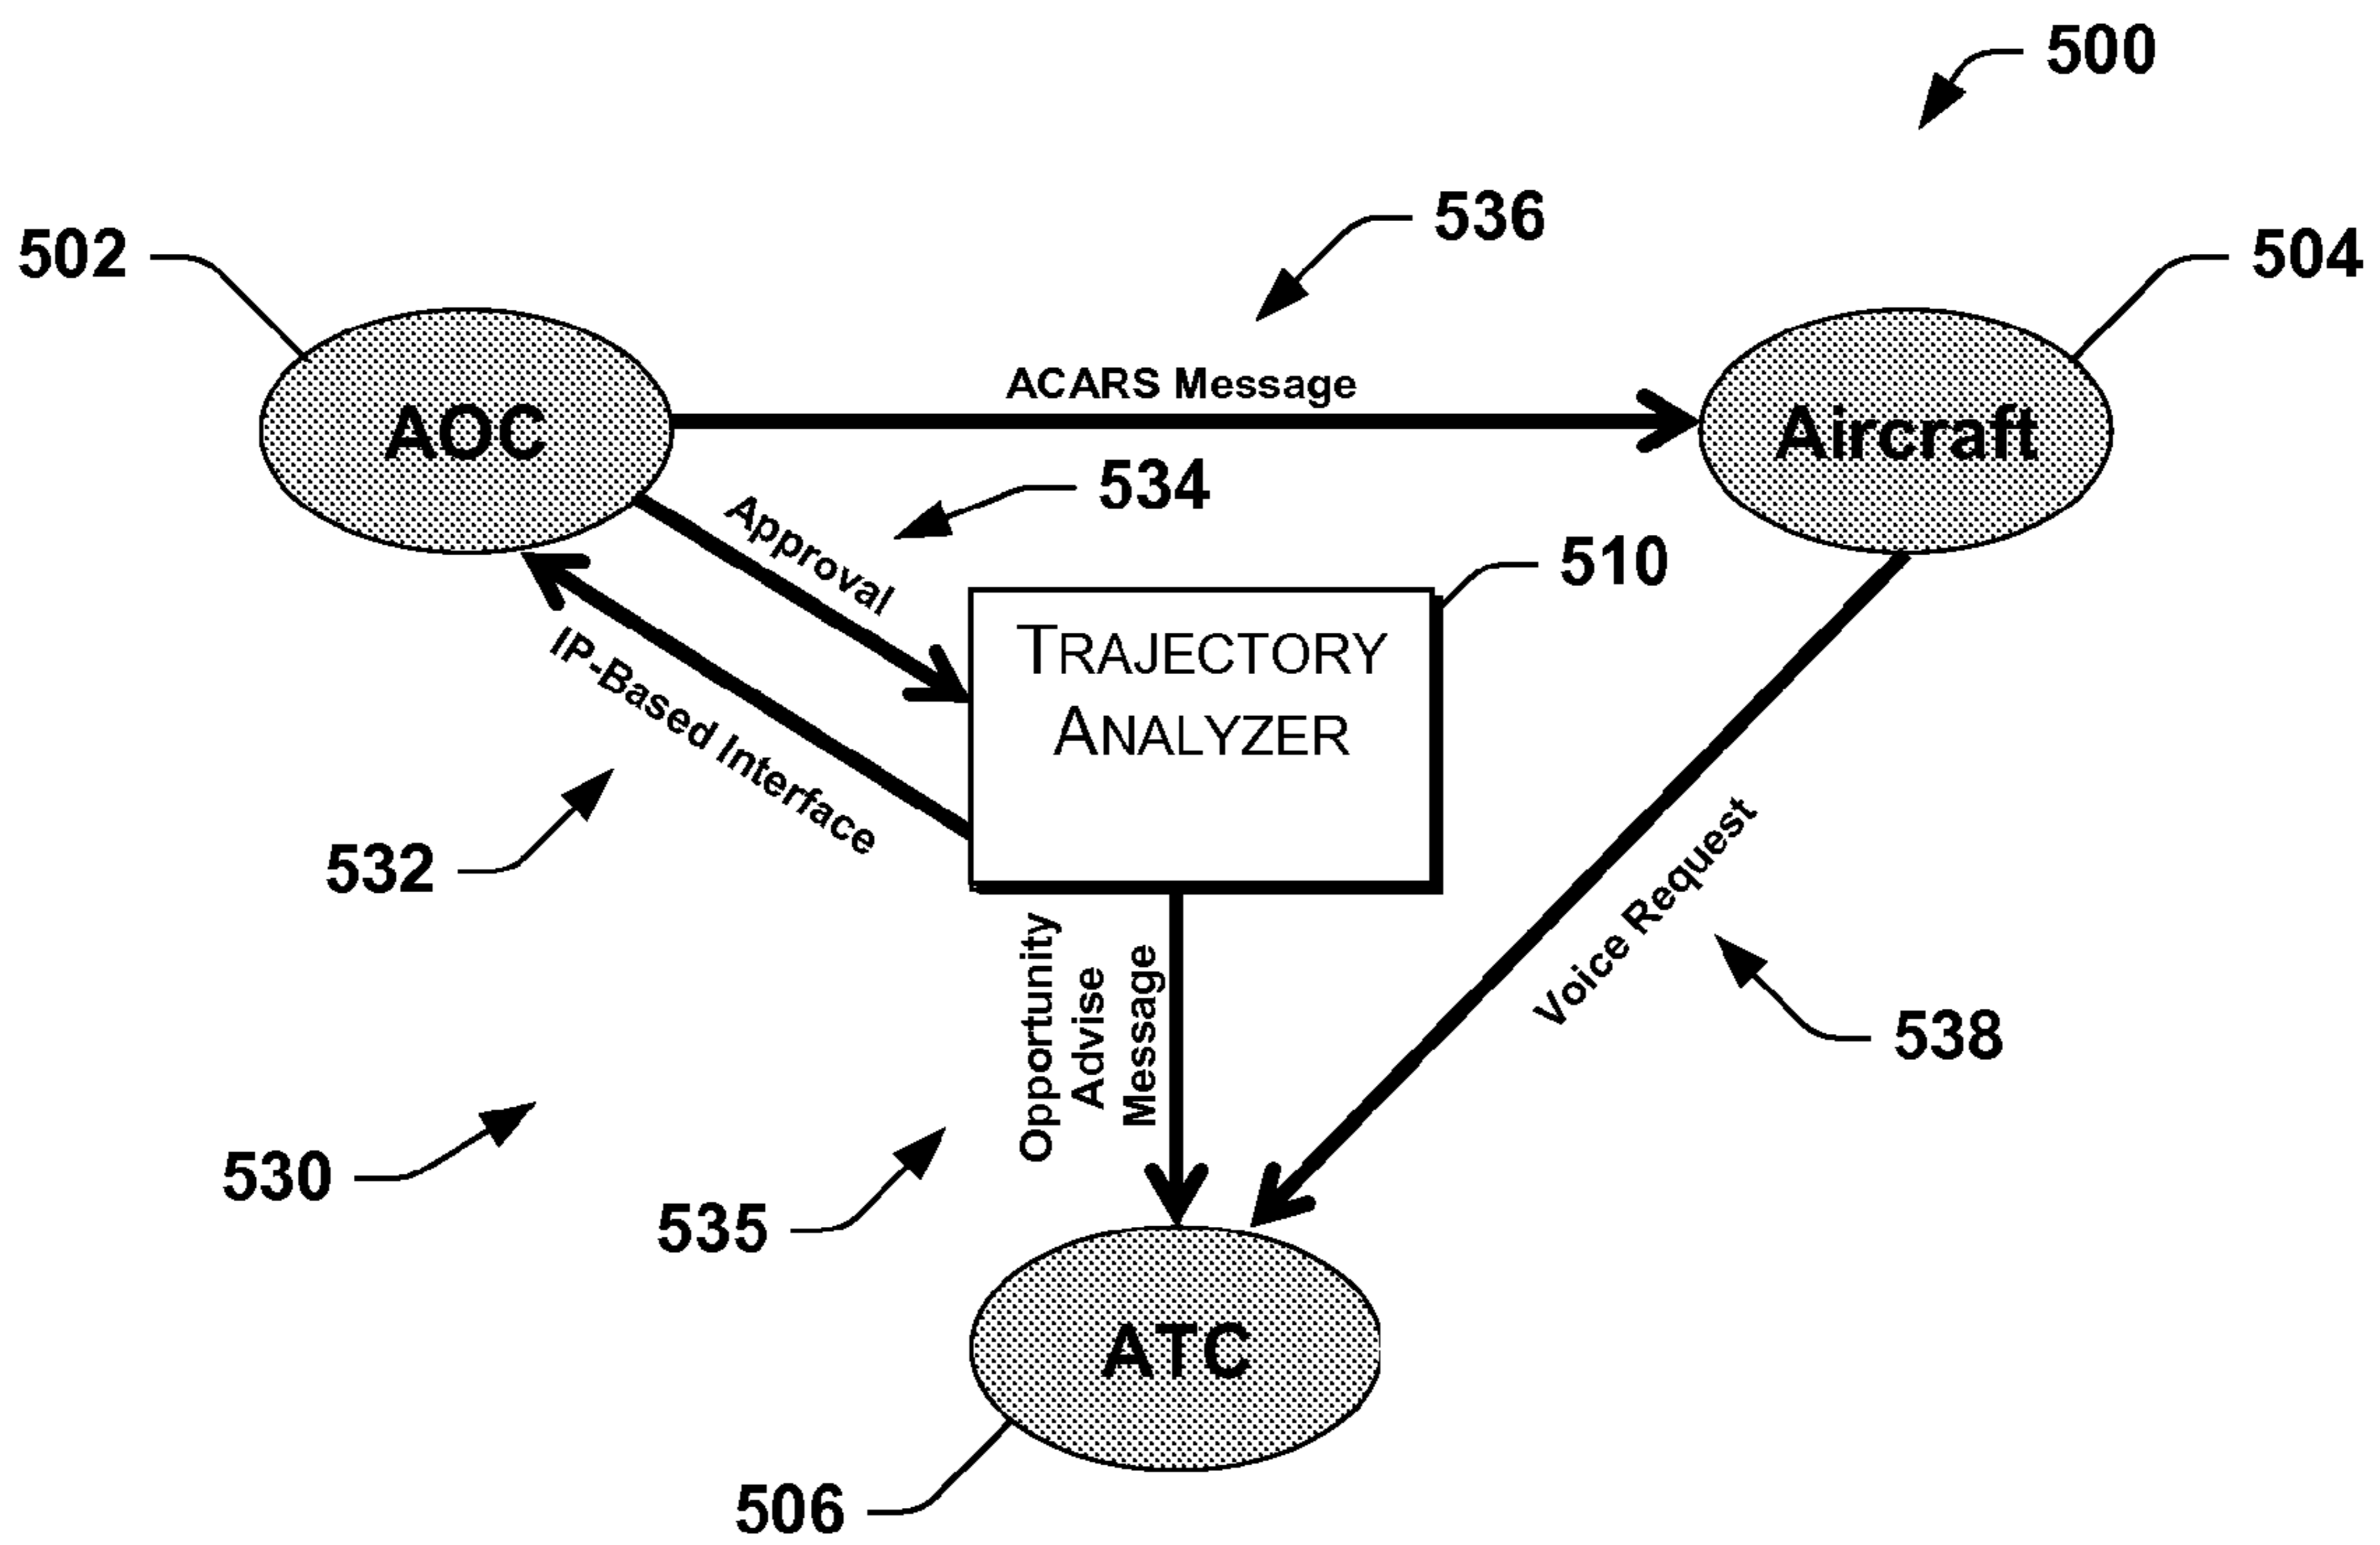 500
536
502
504
ACARS Message
AOC
Aircraft
534
Approval
510
TRAJECTORY
ANALYZER
IP-Based Interface
532
Voice Request
Opportunity
Advise
Message
538
530
535
ATC
506